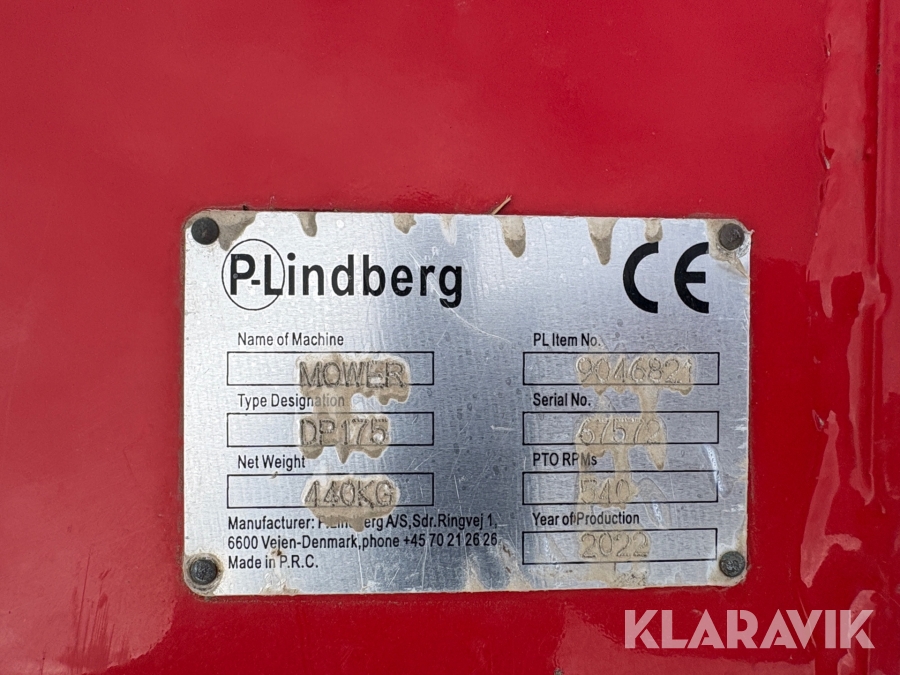 P-Lindberg
CE
Name of Machine
MOWER
Type Designation
DP175
Net Weight
440KG
PL Item No.
9046821
Serial No.
67573
PTO RPMs
540
Year of Production
2022
Manufacturer: P.Lindberg A/S,Sdr.Ringvej 1,
6600 Vejen-Denmark,phone +45 70 21 26 26
Made in P.R.C.
KLARAVIK